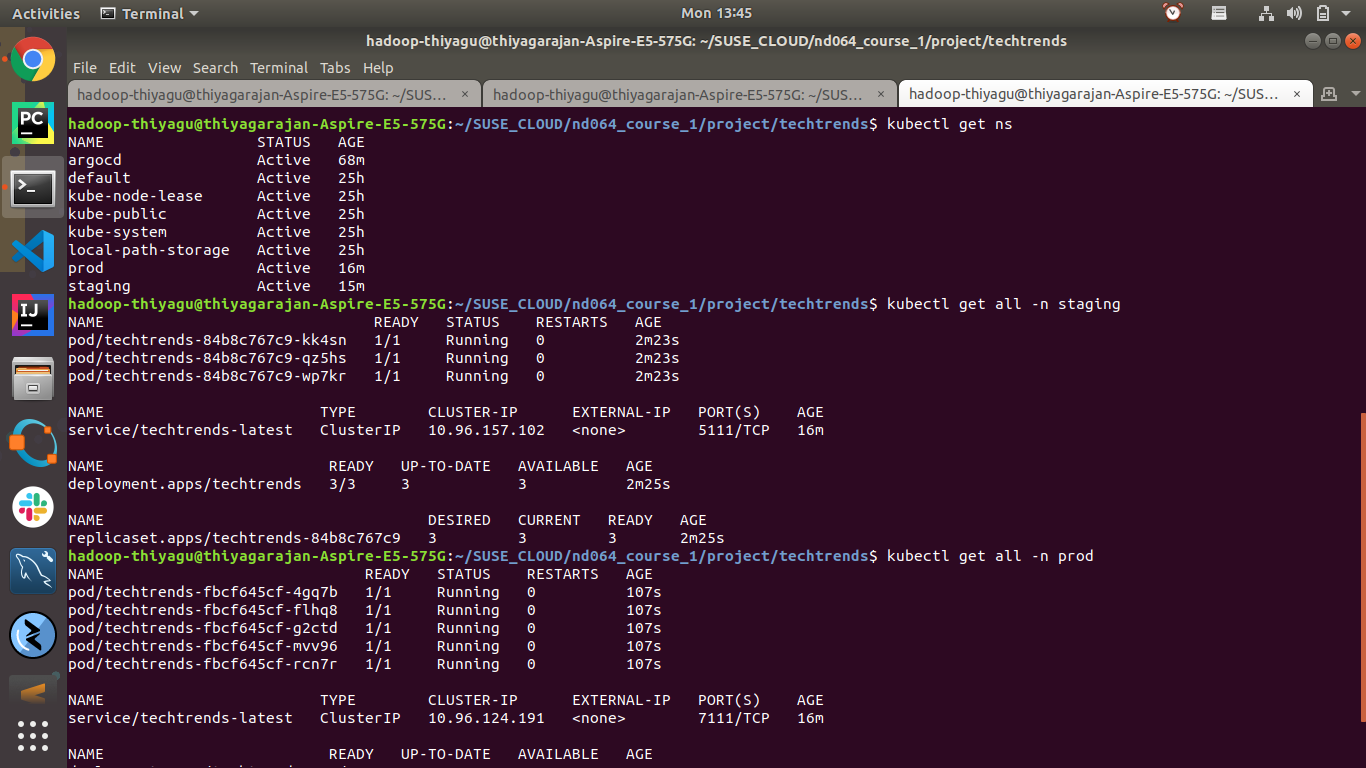 Activities Terminal Mon 13:45
hadoop-thiyagu@thiyagarajan-Aspire-E5-575G: ~/SUSE_CLOUD/nd064_course_1/project/techtrends
File Edit View Search Terminal Tabs Help
hadoop-thiyagu@thiyagarajan-Aspire-E5-575G: ~/SUS… × hadoop-thiyagu@thiyagarajan-Aspire-E5-575G: ~/SUS… × hadoop-thiyagu@thiyagarajan-Aspire-E5-575G: ~/SUS… ×
hadoop-thiyagu@thiyagarajan-Aspire-E5-575G:~/SUSE_CLOUD/nd064_course_1/project/techtrends$ kubectl get ns
NAME STATUS AGE
argocd Active 68m
default Active 25h
kube-node-lease Active 25h
kube-public Active 25h
kube-system Active 25h
local-path-storage Active 25h
prod Active 16m
staging Active 15m
hadoop-thiyagu@thiyagarajan-Aspire-E5-575G:~/SUSE_CLOUD/nd064_course_1/project/techtrends$ kubectl get all -n staging
NAME READY STATUS RESTARTS AGE
pod/techtrends-84b8c767c9-kk4sn 1/1 Running 0 2m23s
pod/techtrends-84b8c767c9-qz5hs 1/1 Running 0 2m23s
pod/techtrends-84b8c767c9-wp7kr 1/1 Running 0 2m23s
NAME TYPE CLUSTER-IP EXTERNAL-IP PORT(S) AGE
service/techtrends-latest ClusterIP 10.96.157.102 <none> 5111/TCP 16m
NAME READY UP-TO-DATE AVAILABLE AGE
deployment.apps/techtrends 3/3 3 3 2m25s
NAME DESIRED CURRENT READY AGE
replicaset.apps/techtrends-84b8c767c9 3 3 3 2m25s
hadoop-thiyagu@thiyagarajan-Aspire-E5-575G:~/SUSE_CLOUD/nd064_course_1/project/techtrends$ kubectl get all -n prod
NAME READY STATUS RESTARTS AGE
pod/techtrends-fbcf645cf-4gq7b 1/1 Running 0 107s
pod/techtrends-fbcf645cf-flhq8 1/1 Running 0 107s
pod/techtrends-fbcf645cf-g2ctd 1/1 Running 0 107s
pod/techtrends-fbcf645cf-mvv96 1/1 Running 0 107s
pod/techtrends-fbcf645cf-rcn7r 1/1 Running 0 107s
NAME TYPE CLUSTER-IP EXTERNAL-IP PORT(S) AGE
service/techtrends-latest ClusterIP 10.96.124.191 <none> 7111/TCP 16m
NAME READY UP-TO-DATE AVAILABLE AGE